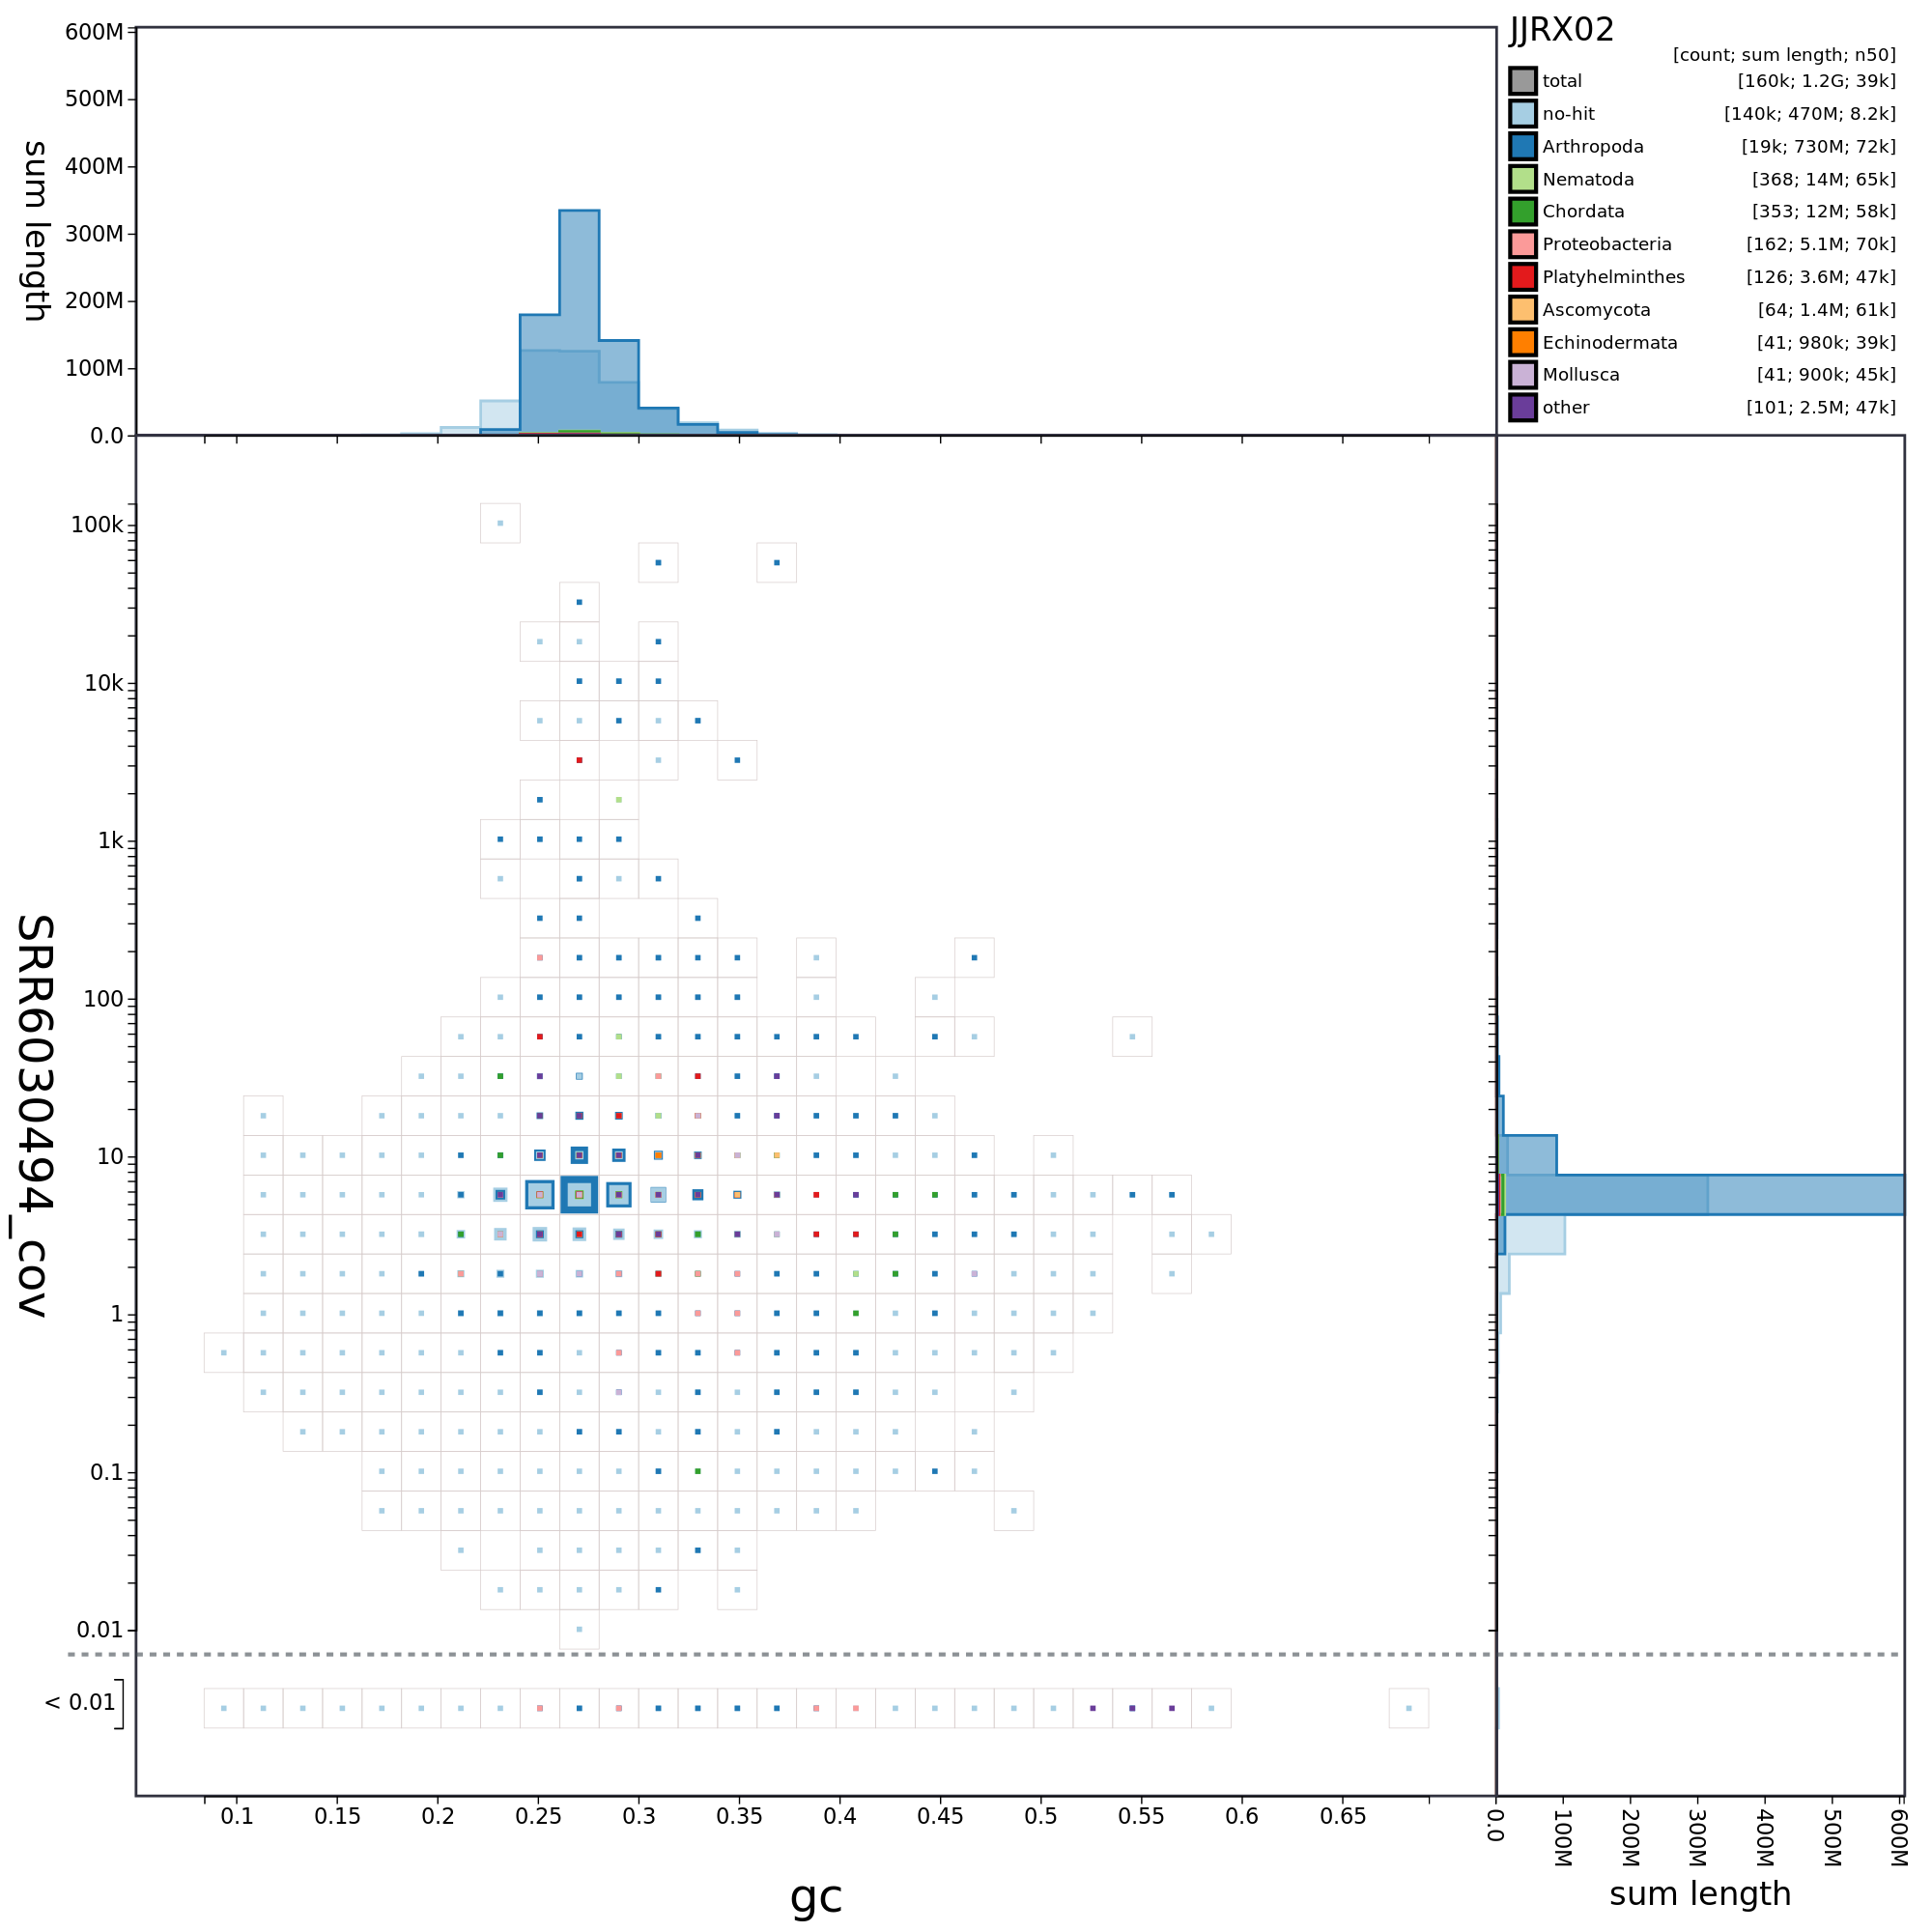 JJRX02
[count; sum length; n50]
total [160k; 1.2G; 39k]
no-hit [140k; 470M; 8.2k]
Arthropoda [19k; 730M; 72k]
Nematoda [368; 14M; 65k]
Chordata [353; 12M; 58k]
Proteobacteria [162; 5.1M; 70k]
Platyhelminthes [126; 3.6M; 47k]
Ascomycota [64; 1.4M; 61k]
Echinodermata [41; 980k; 39k]
Mollusca [41; 900k; 45k]
other [101; 2.5M; 47k]
sum length
600M
500M
400M
300M
200M
100M
0.0
SRR6030494_cov
100k
10k
1k
100
10
1
0.1
0.01
< 0.01
0.1 0.15 0.2 0.25 0.3 0.35 0.4 0.45 0.5 0.55 0.6 0.65
gc
0.0 100M 200M 300M 400M 500M 600M
sum length